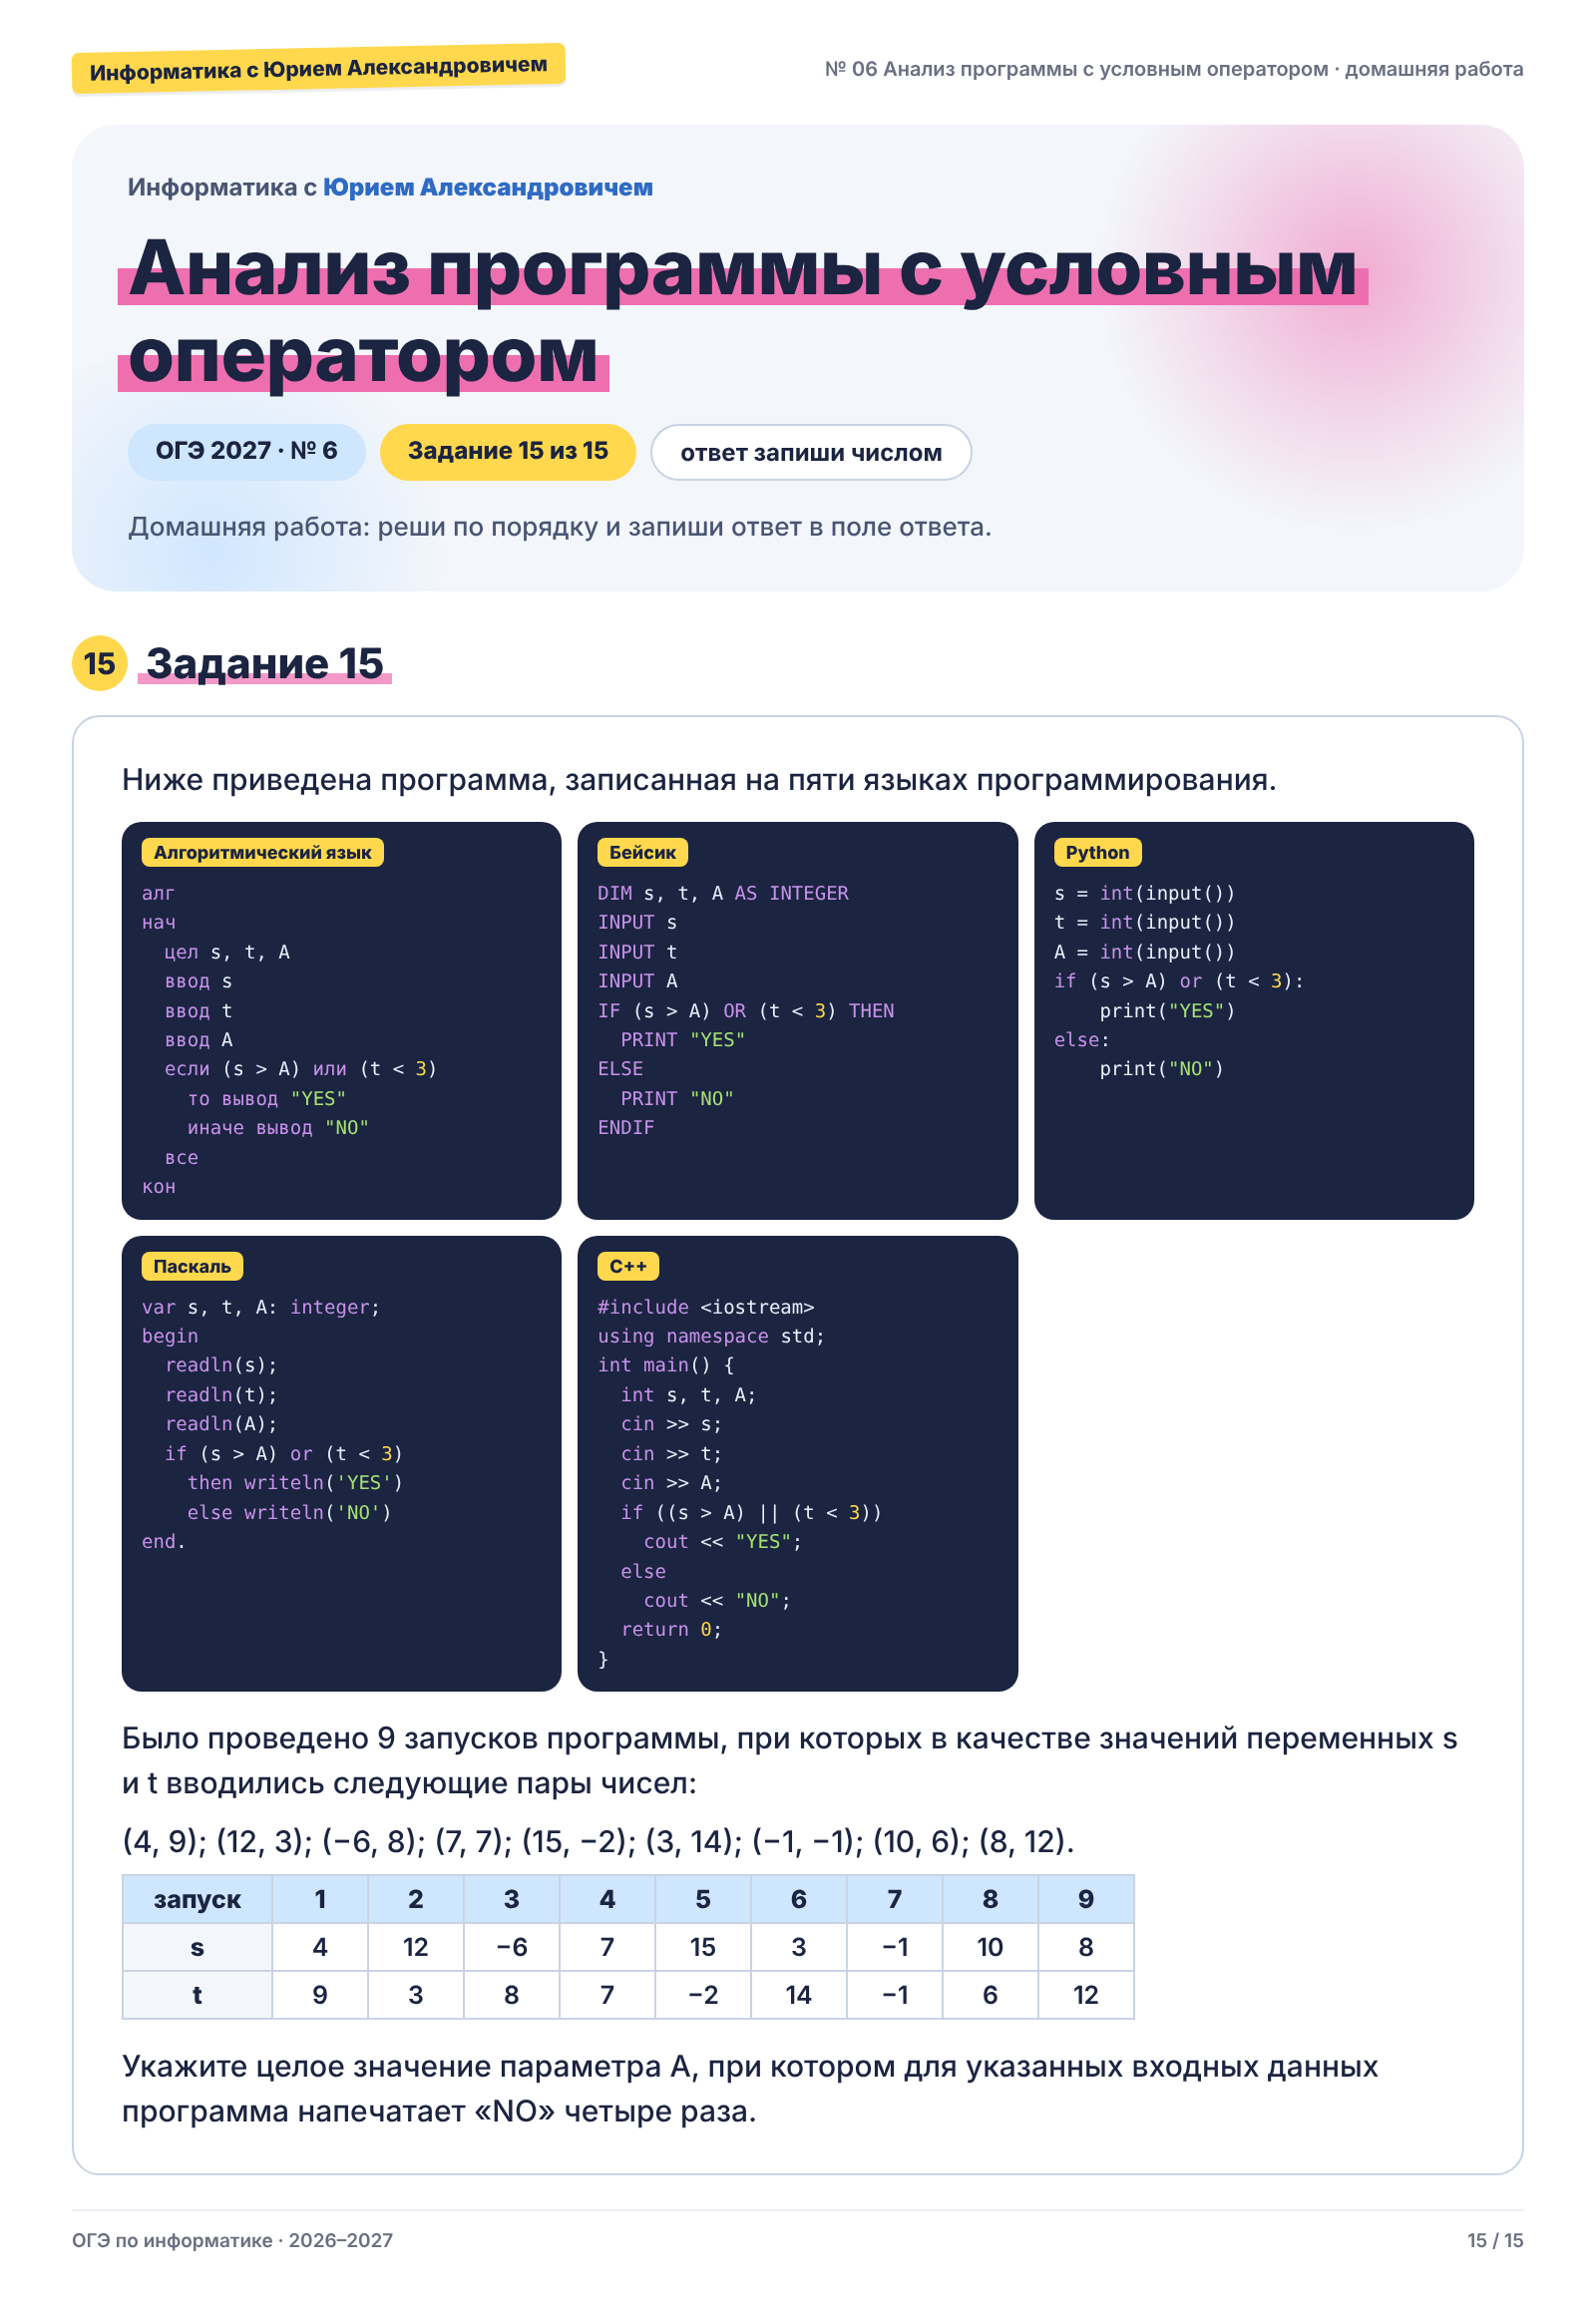 Информатика с Юрием Александровичем
№ 06 Анализ программы с условным оператором · домашняя работа
Информатика с Юрием Александровичем
Анализ программы с условным
оператором
ОГЭ 2027 · № 6
Задание 15 из 15
ответ запиши числом
Домашняя работа: реши по порядку и запиши ответ в поле ответа.
15 Задание 15
Ниже приведена программа, записанная на пяти языках программирования.
Алгоритмический язык
алг
нач
  цел s, t, A
  ввод s
  ввод t
  ввод A
  если (s > A) или (t < 3)
    то вывод "YES"
    иначе вывод "NO"
  все
кон
Бейсик
DIM s, t, A AS INTEGER
INPUT s
INPUT t
INPUT A
IF (s > A) OR (t < 3) THEN
  PRINT "YES"
ELSE
  PRINT "NO"
ENDIF
Python
s = int(input())
t = int(input())
A = int(input())
if (s > A) or (t < 3):
    print("YES")
else:
    print("NO")
Паскаль
var s, t, A: integer;
begin
  readln(s);
  readln(t);
  readln(A);
  if (s > A) or (t < 3)
    then writeln('YES')
    else writeln('NO')
end.
C++
#include <iostream>
using namespace std;
int main() {
  int s, t, A;
  cin >> s;
  cin >> t;
  cin >> A;
  if ((s > A) || (t < 3))
    cout << "YES";
  else
    cout << "NO";
  return 0;
}
Было проведено 9 запусков программы, при которых в качестве значений переменных s
и t вводились следующие пары чисел:
(4, 9); (12, 3); (−6, 8); (7, 7); (15, −2); (3, 14); (−1, −1); (10, 6); (8, 12).
запуск 1 2 3 4 5 6 7 8 9
s 4 12 −6 7 15 3 −1 10 8
t 9 3 8 7 −2 14 −1 6 12
Укажите целое значение параметра A, при котором для указанных входных данных
программа напечатает «NO» четыре раза.
ОГЭ по информатике · 2026–2027
15 / 15